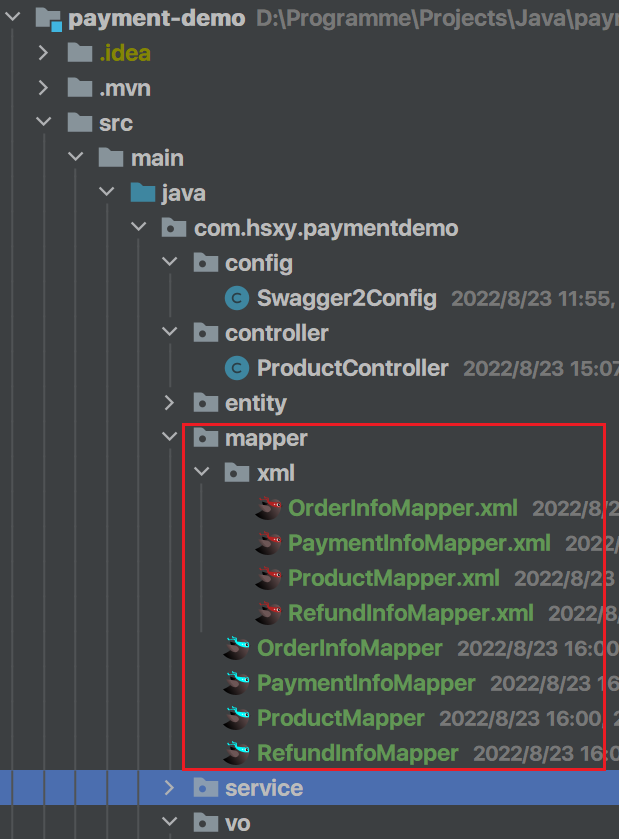 payment-demo D:\Programme\Projects\Java\payr
.idea
.mvn
src
main
java
com.hsxy.paymentdemo
config
Swagger2Config 2022/8/23 11:55,
controller
ProductController 2022/8/23 15:07
entity
mapper
xml
OrderInfoMapper.xml 2022/8/2
PaymentInfoMapper.xml 2022/
ProductMapper.xml 2022/8/23
RefundInfoMapper.xml 2022/8/
OrderInfoMapper 2022/8/23 16:00
PaymentInfoMapper 2022/8/23 16
ProductMapper 2022/8/23 16:00, 2
RefundInfoMapper 2022/8/23 16:0
service
vo